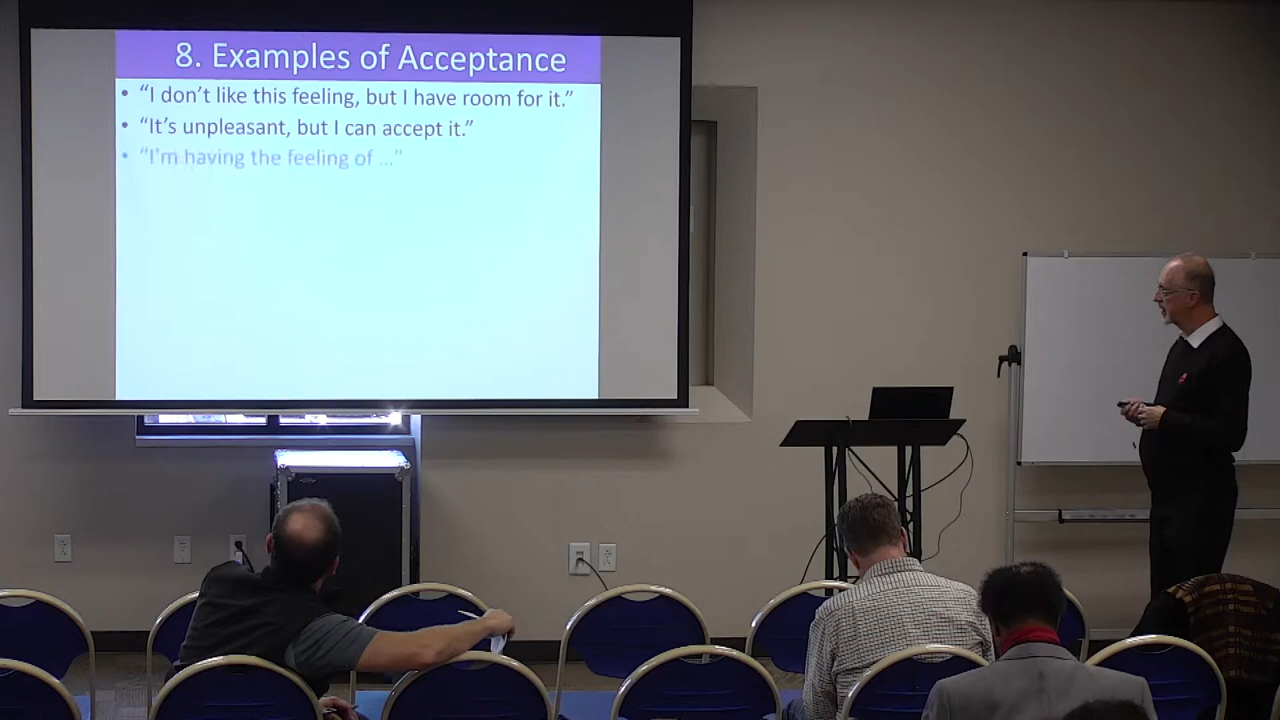 8. Examples of Acceptance
• “I don’t like this feeling, but I have room for it.”
• “It’s unpleasant, but I can accept it.”
• “I’m having the feeling of ...”